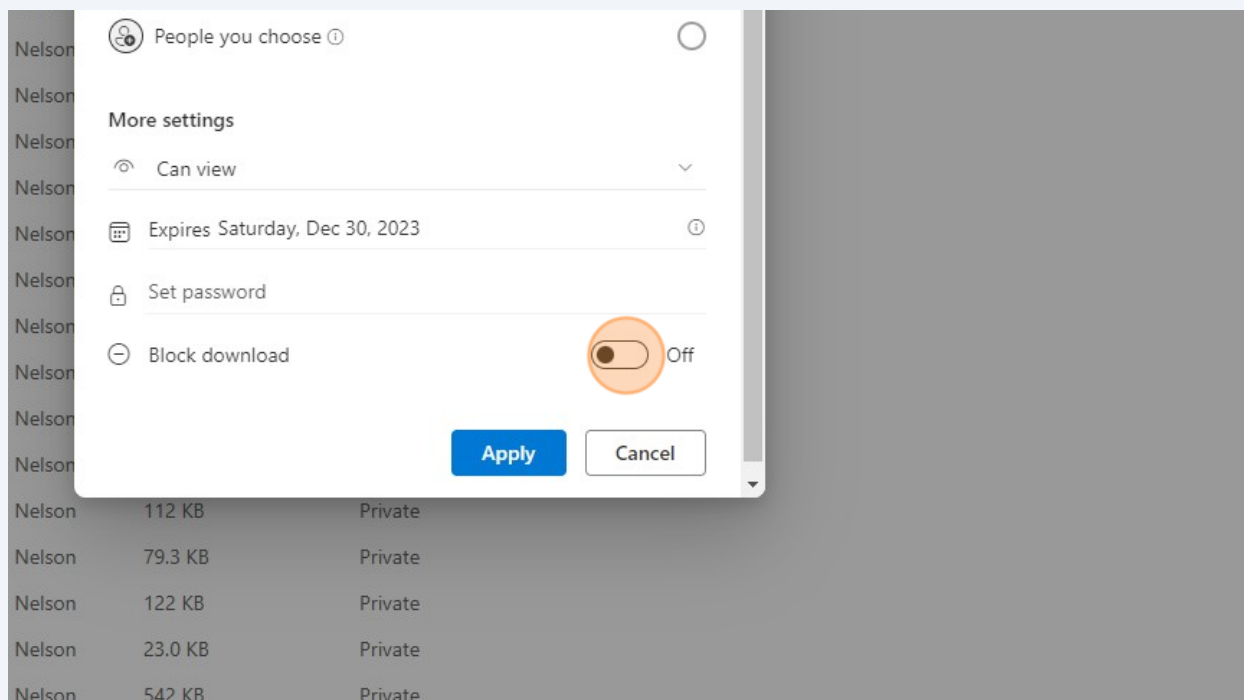 People you choose
Nelson
Nelson
More settings
Nelson
Can view
Nelson
Expires Saturday, Dec 30, 2023
Nelson
Nelson
Set password
Nelson
Block download Off
Nelson
Nelson
Apply Cancel
Nelson
Nelson 112 KB Private
Nelson 79.3 KB Private
Nelson 122 KB Private
Nelson 23.0 KB Private
Nelson 542 KB Private